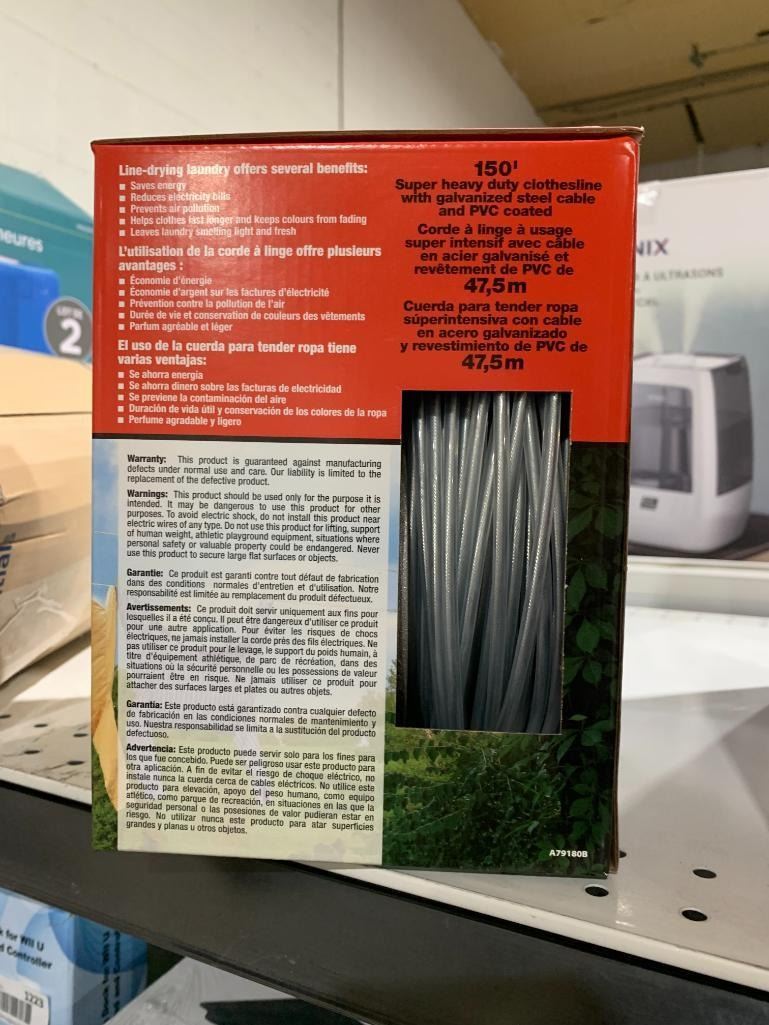 Line-drying laundry offers several benefits:
■ Saves energy
■ Reduces electricity bills
■ Prevents air pollution
■ Helps clothes last longer and keeps colours from fading
■ Leaves laundry smelling light and fresh
L'utilisation de la corde à linge offre plusieurs
avantages :
■ Économie d'énergie
■ Économie d'argent sur les factures d'électricité
■ Prévention contre la pollution de l'air
■ Durée de vie et conservation de couleurs des vêtements
■ Parfum agréable et léger
El uso de la cuerda para tender ropa tiene
varias ventajas:
■ Se ahorra energía
■ Se ahorra dinero sobre las facturas de electricidad
■ Se previene la contaminación del aire
■ Duración de vida útil y conservación de los colores de la ropa
■ Perfume agradable y ligero
150'
Super heavy duty clothesline
with galvanized steel cable
and PVC coated
Corde à linge à usage
super intensif avec câble
en acier galvanisé et
revêtement de PVC de
47,5m
Cuerda para tender ropa
súperintensiva con cable
en acero galvanizado
y revestimiento de PVC de
47,5m
Warranty: This product is guaranteed against manufacturing
defects under normal use and care. Our liability is limited to the
replacement of the defective product.
Warnings: This product should be used only for the purpose it is
intended. It may be dangerous to use this product for other
purposes. To avoid electric shock, do not install this product near
electric wires of any type. Do not use this product for lifting, support
of human weight, athletic playground equipment, situations where
personal safety or valuable property could be endangered. Never
use this product to secure large flat surfaces or objects.
Garantie: Ce produit est garanti contre tout défaut de fabrication
dans des conditions normales d'entretien et d'utilisation. Notre
responsabilité est limitée au remplacement du produit défectueux.
Avertissements: Ce produit doit servir uniquement aux fins pour
lesquelles il a été conçu. Il peut être dangereux d'utiliser ce produit
pour une autre application. Pour éviter les risques de chocs
électriques, ne jamais installer la corde près des fils électriques. Ne
pas utiliser ce produit pour le levage, le support du poids humain, à
titre d'équipement athlétique, de parc de récréation, dans des
situations où la sécurité personnelle ou les possessions de valeur
pourraient être en risque. Ne jamais utiliser ce produit pour
attacher des surfaces larges et plates ou autres objets.
Garantía: Este producto está garantizado contra cualquier defecto
de fabricación en las condiciones normales de mantenimiento y
uso. Nuestra responsabilidad se limita a la sustitución del producto
defectuoso.
Advertencia: Este producto puede servir solo para los fines para
los que fue concebido. Puede ser peligroso usar este producto para
otra aplicación. A fin de evitar el riesgo de choque eléctrico, no
instale nunca la cuerda cerca de cables eléctricos. No utilice este
producto para elevación, apoyo del peso humano, como equipo
atlético, como parque de recreación, en situaciones en las que la
seguridad personal o las posesiones de valor pudieran estar en
riesgo. No utilizar nunca este producto para atar superficies
grandes y planas u otros objetos.
A79180B
eures
LOT DE
2
NIX
À ULTRASONS
k for WII U
d Controller
1223